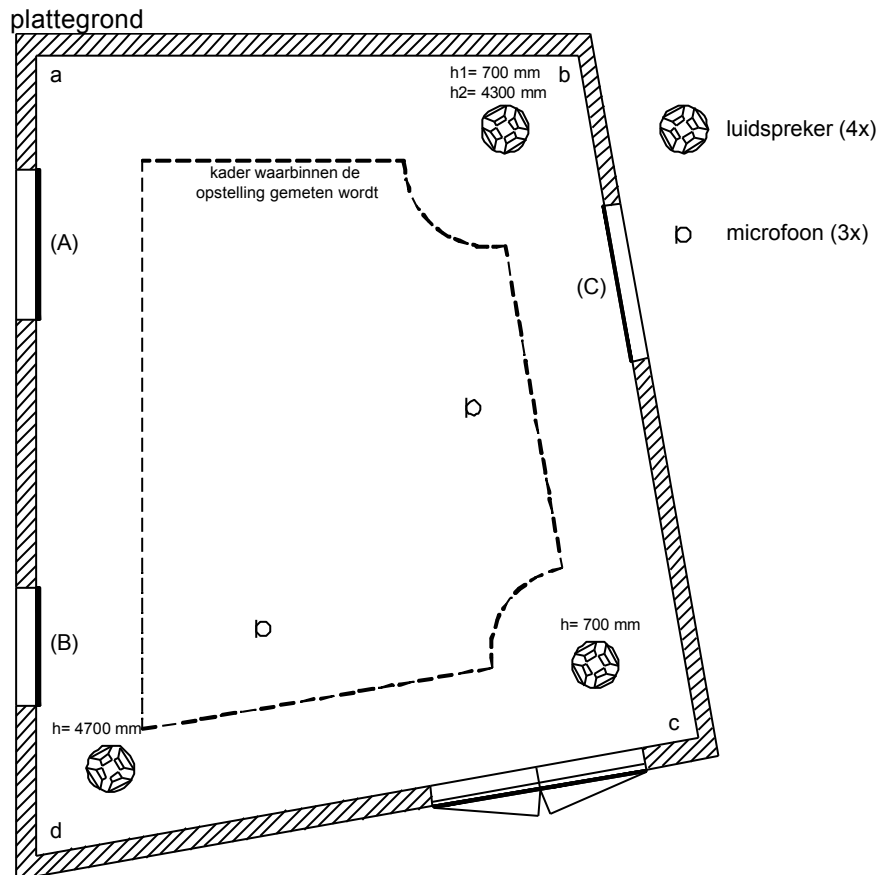 plattegrond
a
h1= 700 mm
h2= 4300 mm
b
luidspreker (4x)
kader waarbinnen de
opstelling gemeten wordt
(A)
microfoon (3x)
(C)
(B)
h= 700 mm
h= 4700 mm
c
d